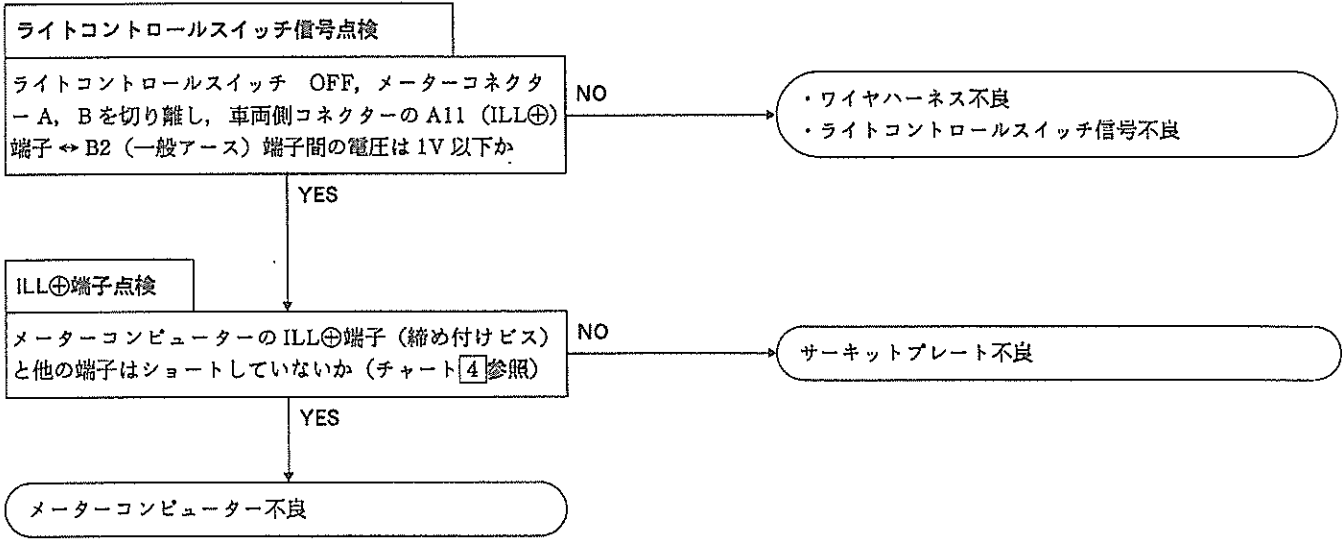 ライトコントロールスイッチ信号点検
ライトコントロールスイッチ OFF, メーターコネクタ
ー A, B を切り離し, 車両側コネクターの A11 (ILL⊕)
端子 ↔ B2 (一般アース) 端子間の電圧は 1V 以下か
NO
・ワイヤハーネス不良
・ライトコントロールスイッチ信号不良
YES
ILL⊕端子点検
メーターコンピューターの ILL⊕端子 (締め付けビス)
と他の端子はショートしていないか (チャート 4 参照)
NO
サーキットプレート不良
YES
メーターコンピューター不良